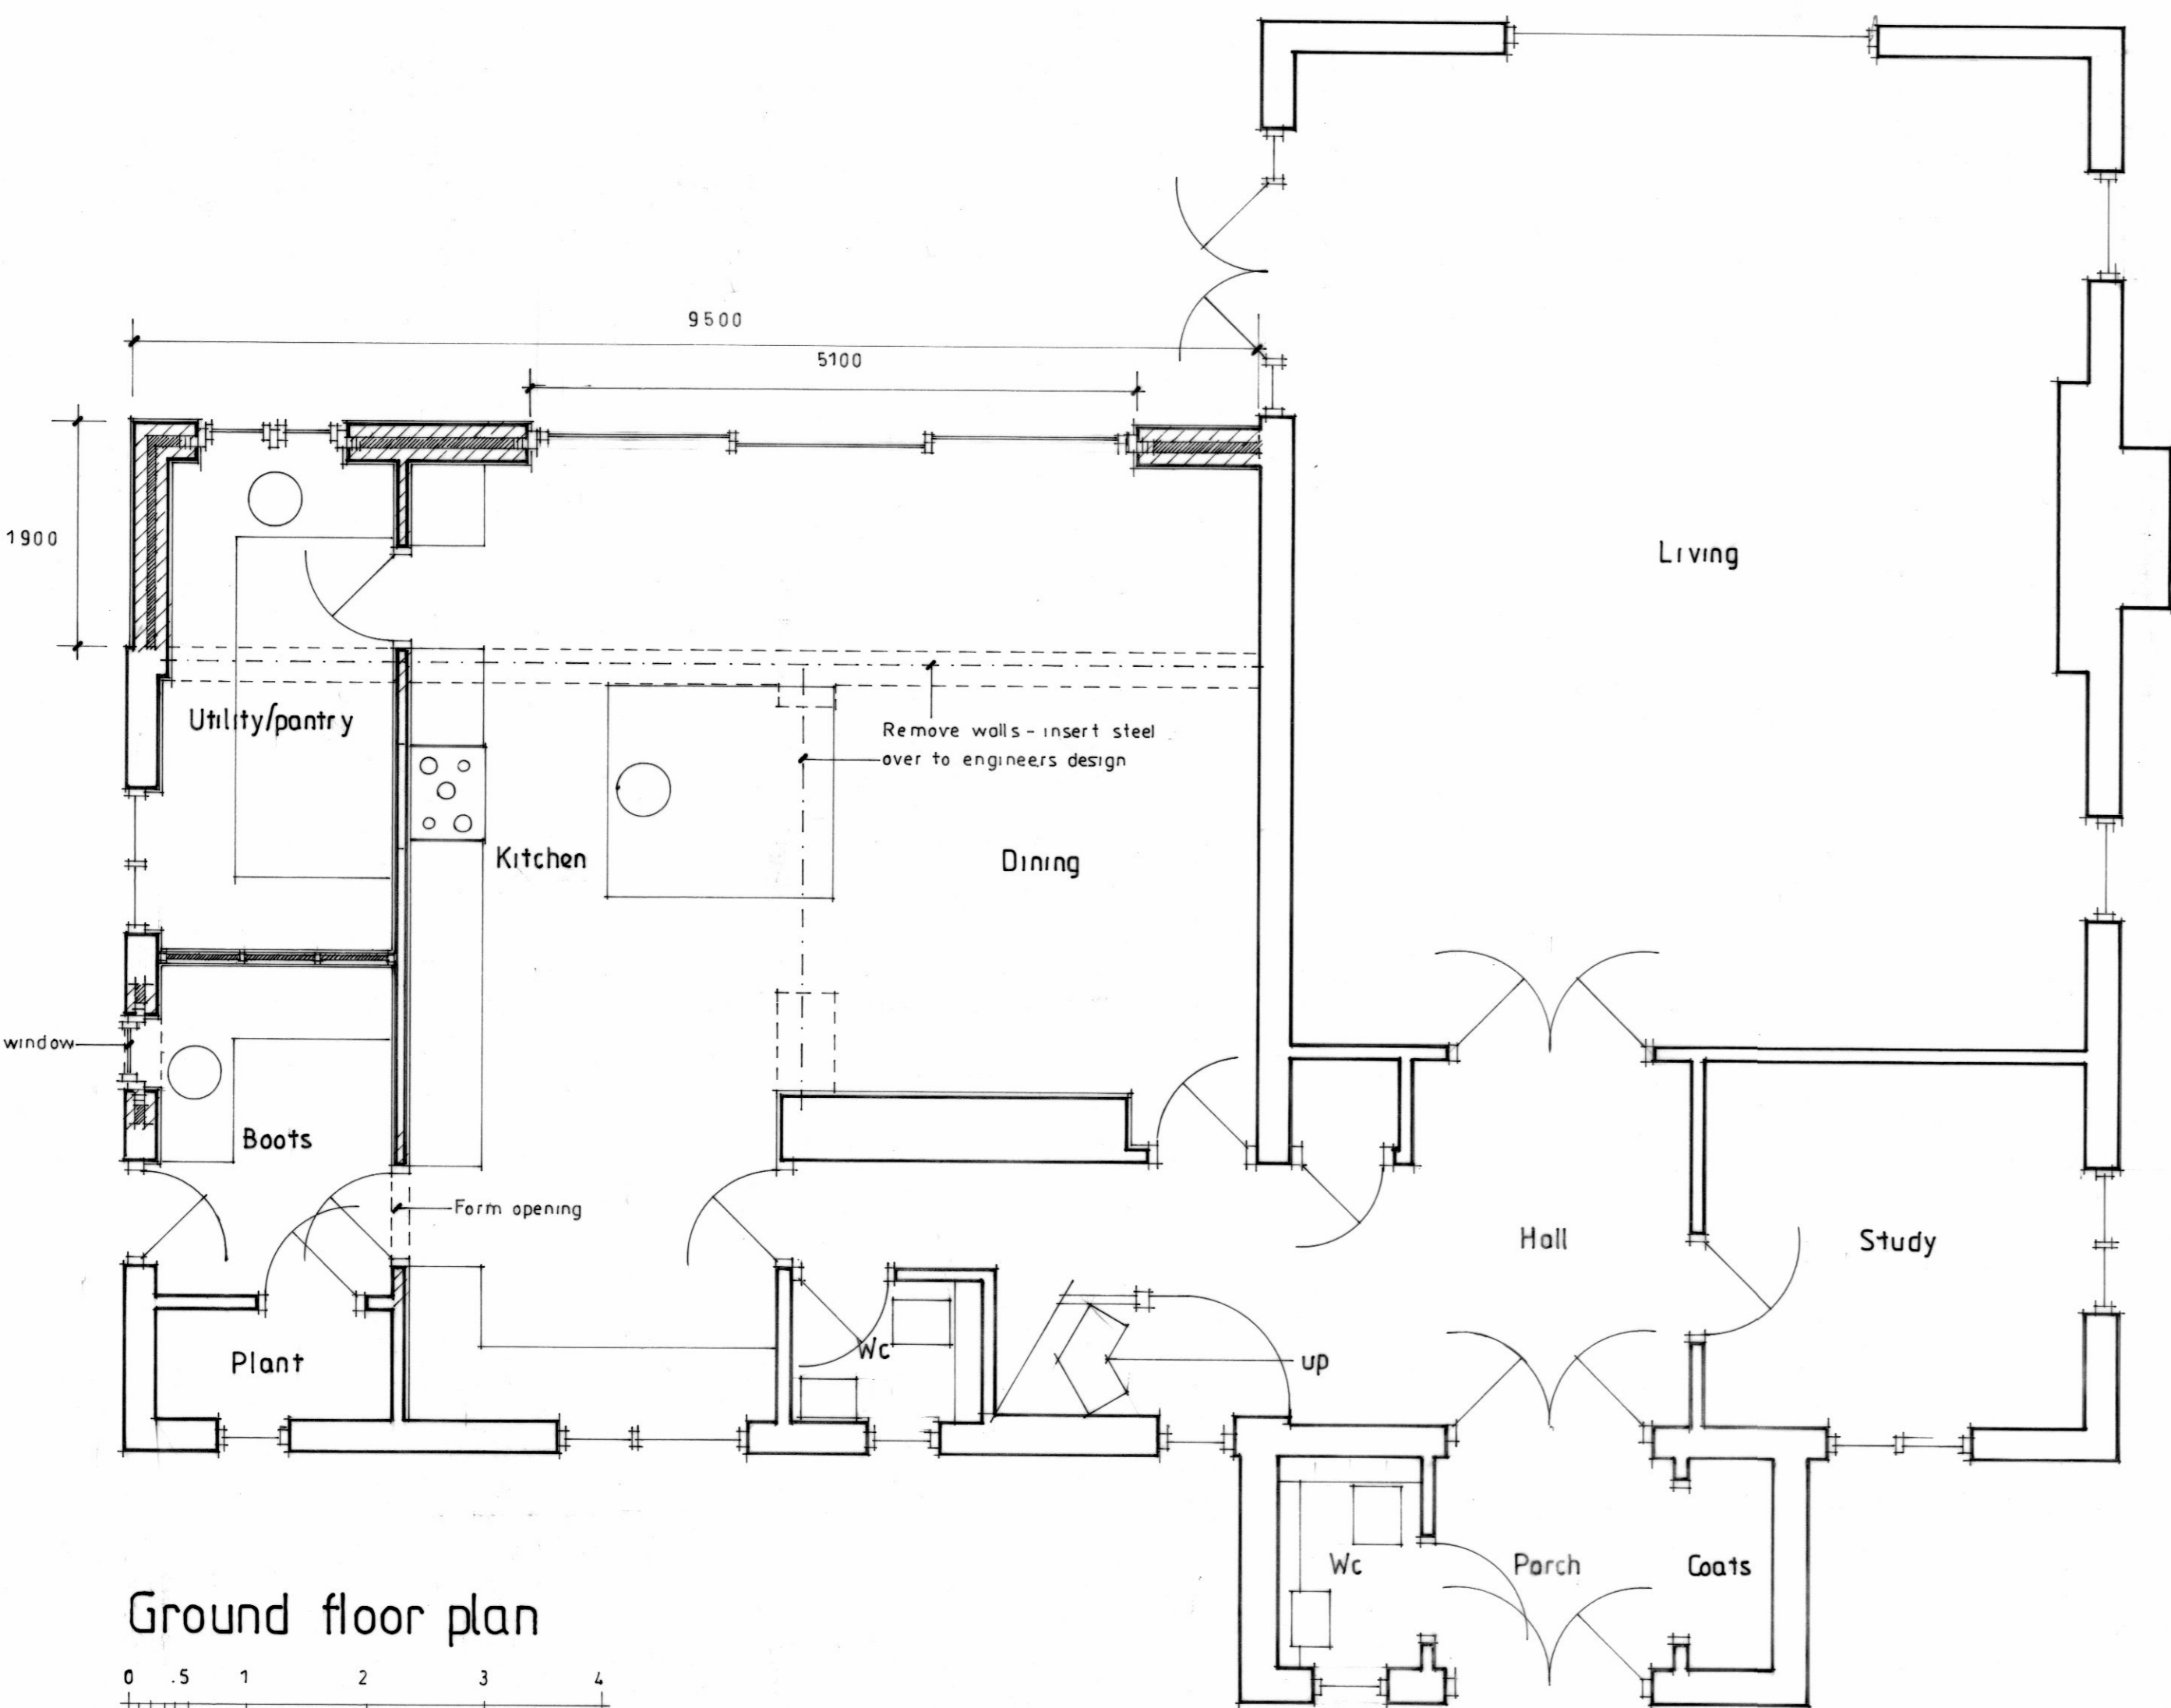 9500
5100
1900
Living
Utility/pantry
Remove walls - insert steel
over to engineers design
Kitchen
Dining
window
Boots
Form opening
Hall
Study
Plant
Wc
up
Wc
Porch
Coats
Ground floor plan
0 .5 1 2 3 4